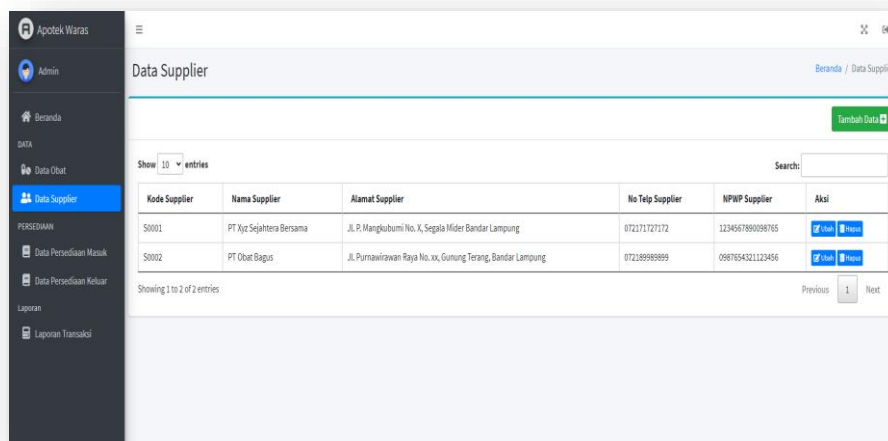 Apotek Waras
Admin
Beranda
DATA
Data Obat
Data Supplier
PERSEDIAAN
Data Persediaan Masuk
Data Persediaan Keluar
Laporan
Laporan Transaksi
Data Supplier
Beranda / Data Suppli
Tambah Data
Show 10 entries
Search:
Kode Supplier Nama Supplier Alamat Supplier No Telp Supplier NPWP Supplier Aksi
S0001 PT Xyz Sejahtera Bersama Jl. P. Mangkubumi No. X, Segala Mider Bandar Lampung 072171727172 1234567890098765 Ubah Hapus
S0002 PT Obat Bagus Jl. Purnawirawan Raya No. xx, Gunung Terang, Bandar Lampung 072189989899 0987654321123456 Ubah Hapus
Showing 1 to 2 of 2 entries
Previous 1 Next